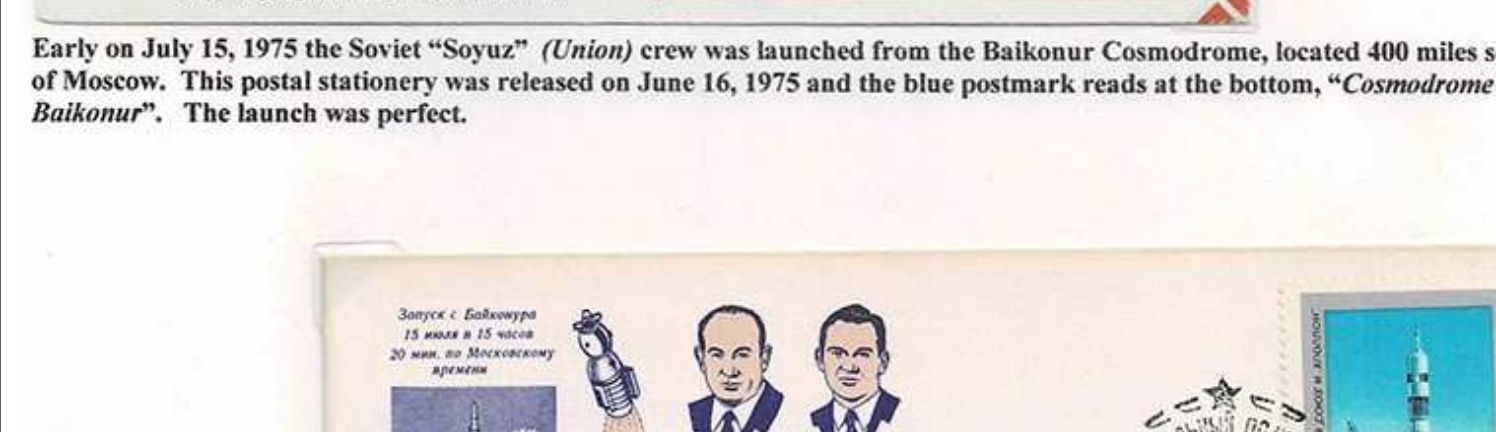 Early on July 15, 1975 the Soviet “Soyuz” (Union) crew was launched from the Baikonur Cosmodrome, located 400 miles s
of Moscow. This postal stationery was released on June 16, 1975 and the blue postmark reads at the bottom, “Cosmodrome
Baikonur”. The launch was perfect.
Запуск с Байконура
15 июля в 15 часов
20 мин. по Московскому
времени